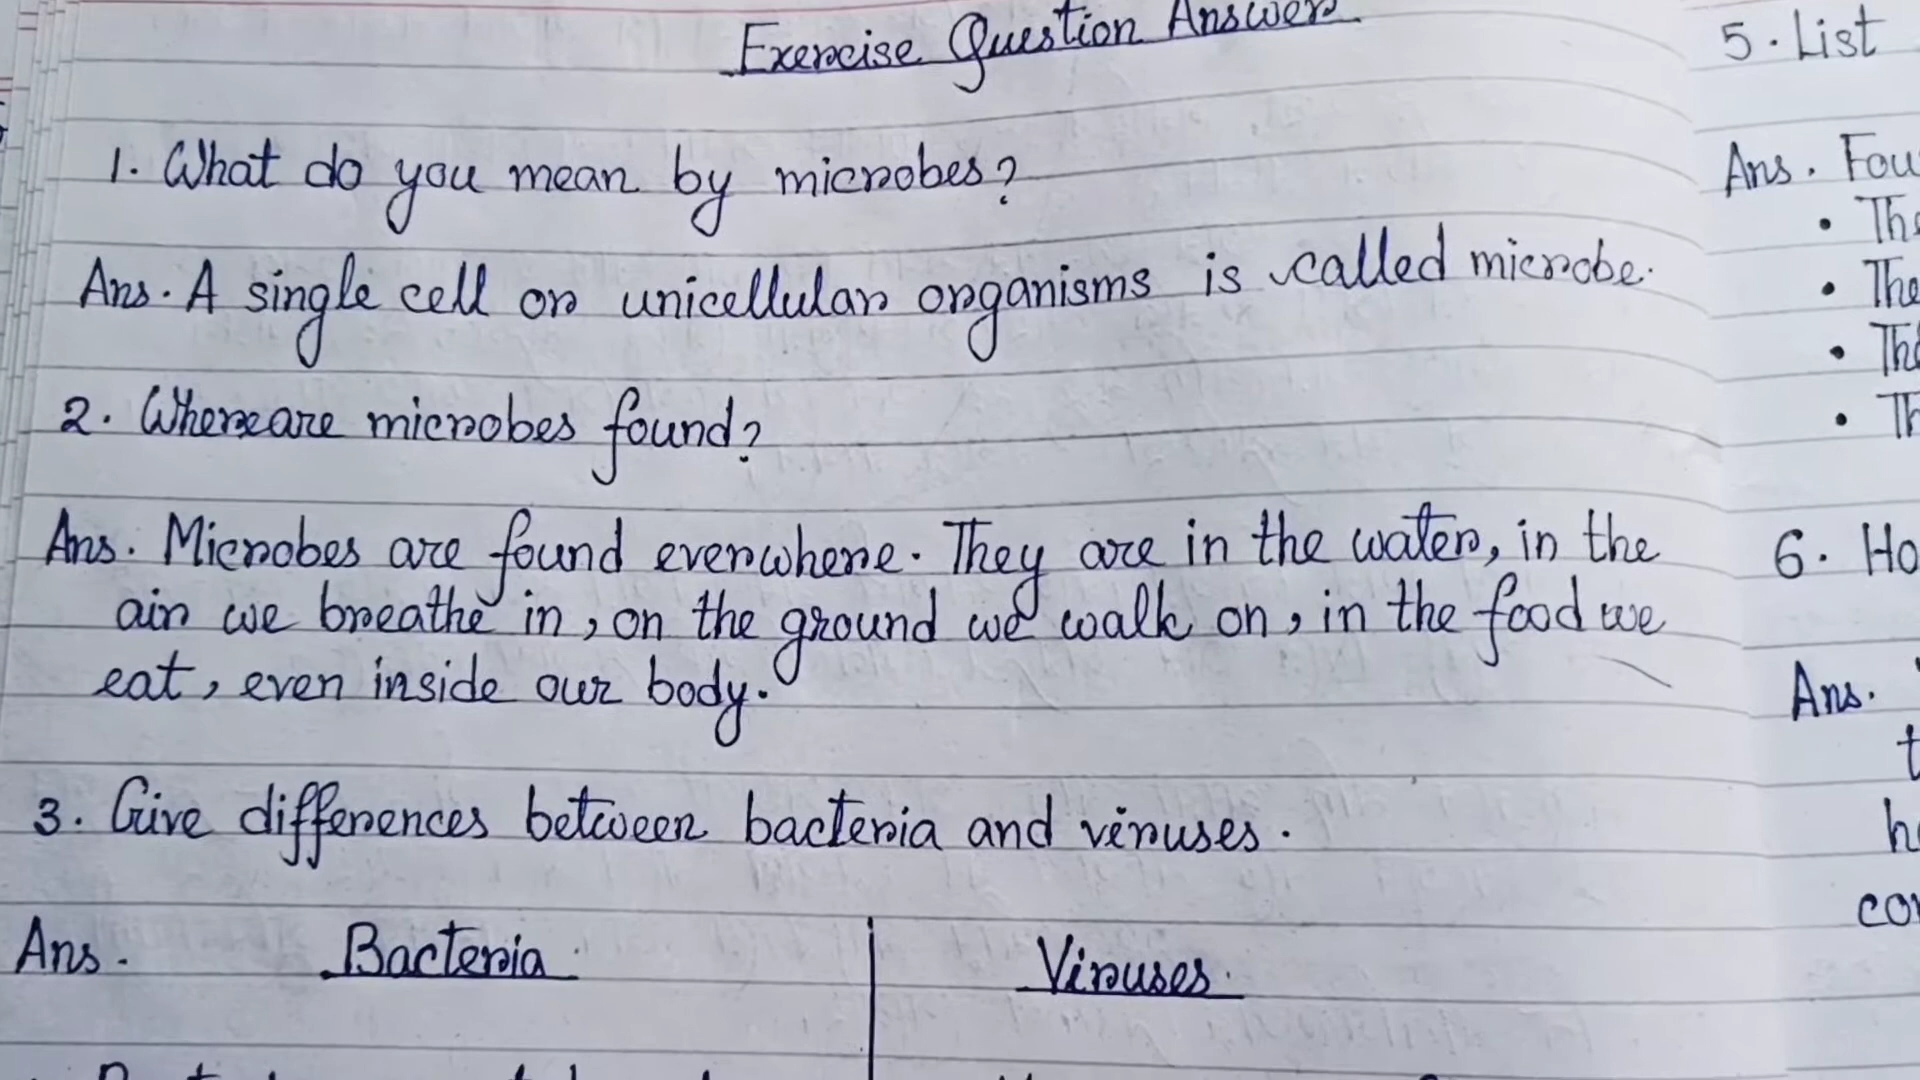 Exercise Question Answer
1. What do you mean by microbes?
Ans. A single cell or unicellular organisms is called microbe.
2. Where are microbes found?
Ans. Microbes are found everwhere. They are in the water, in the
air we breathe in, on the ground we walk on, in the food we
eat, even inside our body.
3. Give differences between bacteria and viruses.
Ans. Bacteria Viruses
5. List
Ans.
6.
Ans.